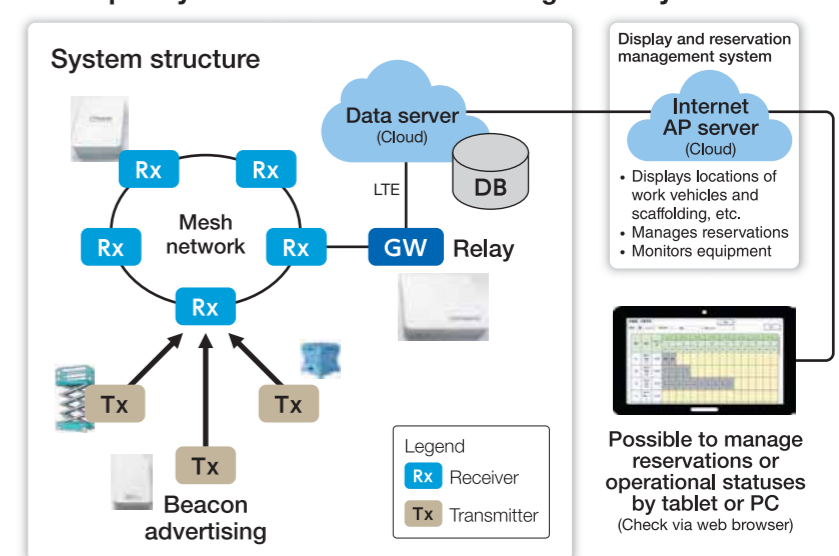 System structure
Rx
Rx
Rx
Rx
Rx
Mesh
network
Data server
(Cloud)
DB
LTE
GW
Relay
Tx
Tx
Tx
Beacon
advertising
Legend
Rx Receiver
Tx Transmitter
Display and reservation
management system
Internet
AP server
(Cloud)
• Displays locations of
work vehicles and
scaffolding, etc.
• Manages reservations
• Monitors equipment
Possible to manage
reservations or
operational statuses
by tablet or PC
(Check via web browser)